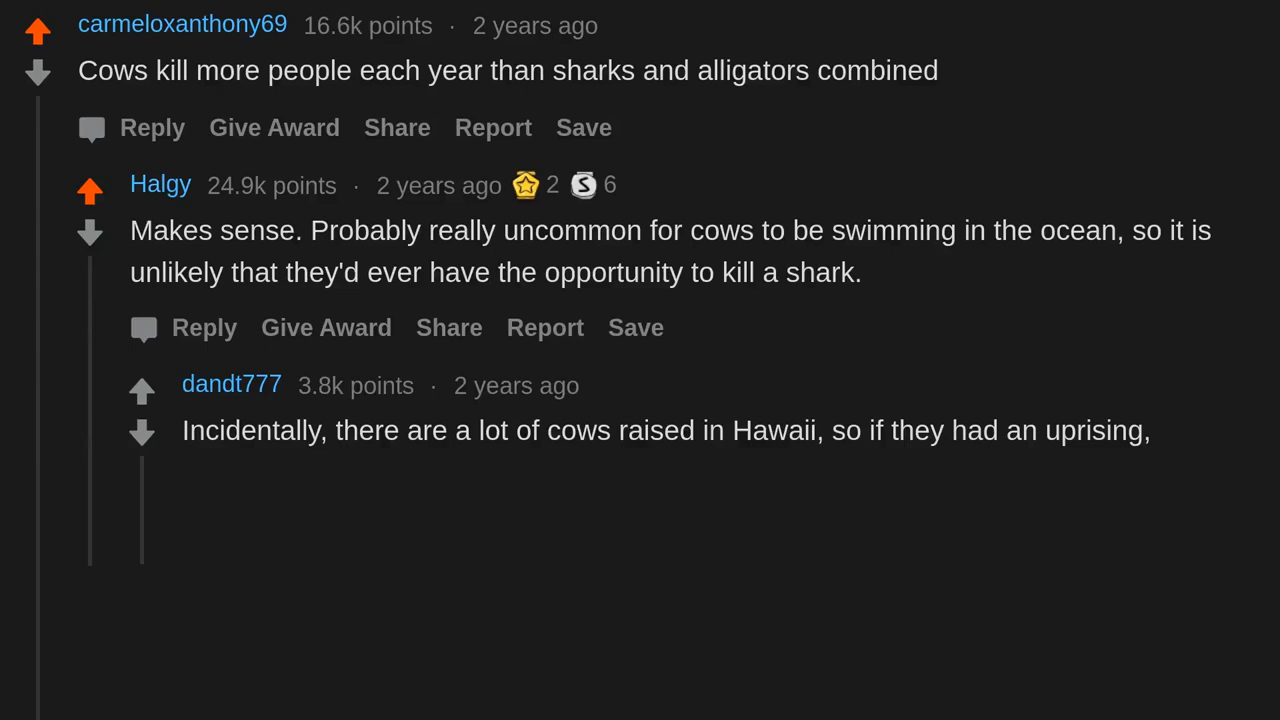 carmeloxanthony69 16.6k points · 2 years ago
Cows kill more people each year than sharks and alligators combined
Reply Give Award Share Report Save
Halgy 24.9k points · 2 years ago 2 S 6
Makes sense. Probably really uncommon for cows to be swimming in the ocean, so it is
unlikely that they'd ever have the opportunity to kill a shark.
Reply Give Award Share Report Save
dandt777 3.8k points · 2 years ago
Incidentally, there are a lot of cows raised in Hawaii, so if they had an uprising,